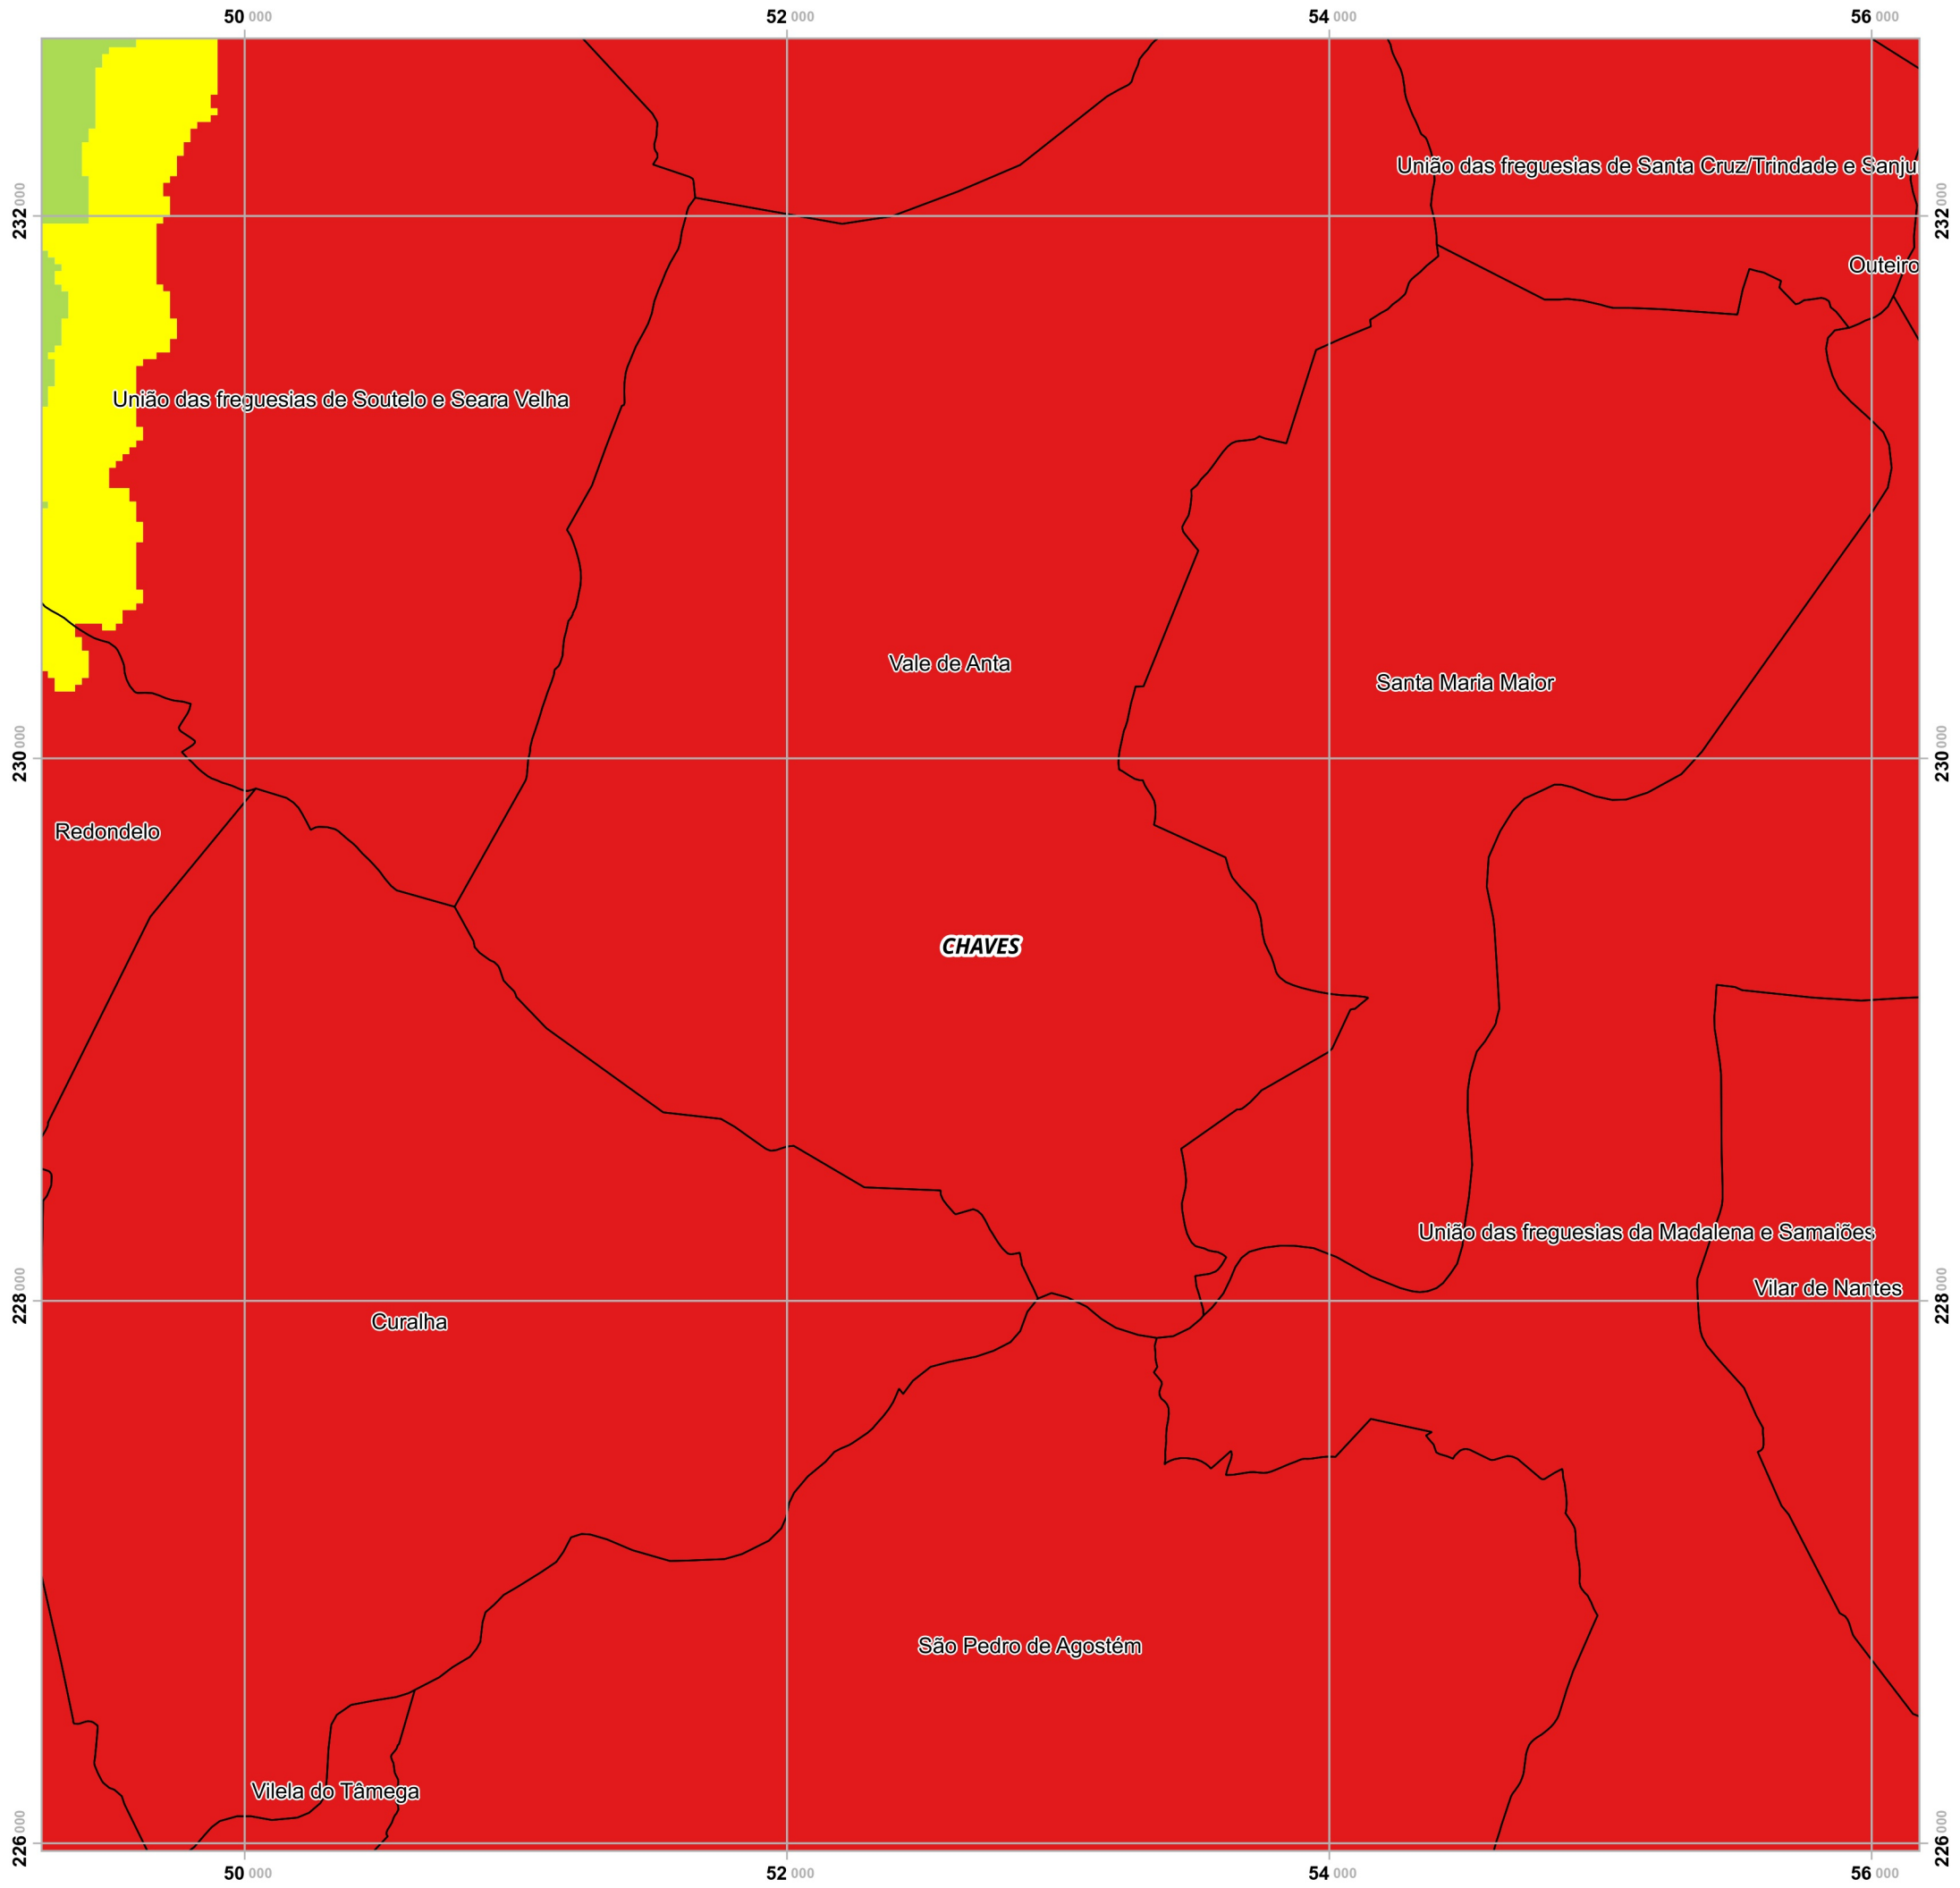 50 000 52 000 54 000 56 000
União das freguesias de Santa Cruz/Trindade e Sanju
232 000 232 000
Outeiro
União das freguesias de Soutelo e Seara Velha
Vale de Anta
Santa Maria Maior
230 000 230 000
Redondelo
CHAVES
União das freguesias da Madalena e Samaiões
Vilar de Nantes
228 000 228 000
Curalha
São Pedro de Agostém
Vilela do Tâmega
226 000 226 000
50 000 52 000 54 000 56 000